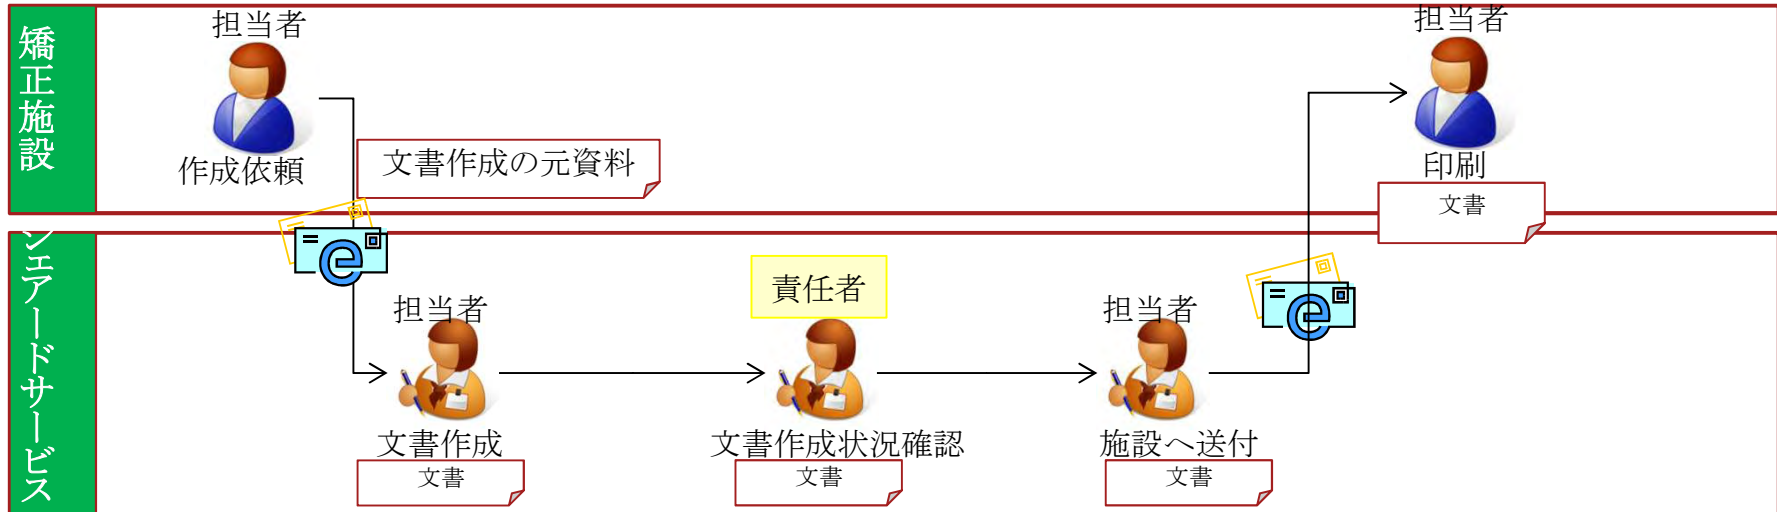 矯正施設
担当者
作成依頼
文書作成の元資料
担当者
印刷
文書
シェアードサービス
担当者
文書作成
文書
責任者
文書作成状況確認
文書
担当者
施設へ送付
文書